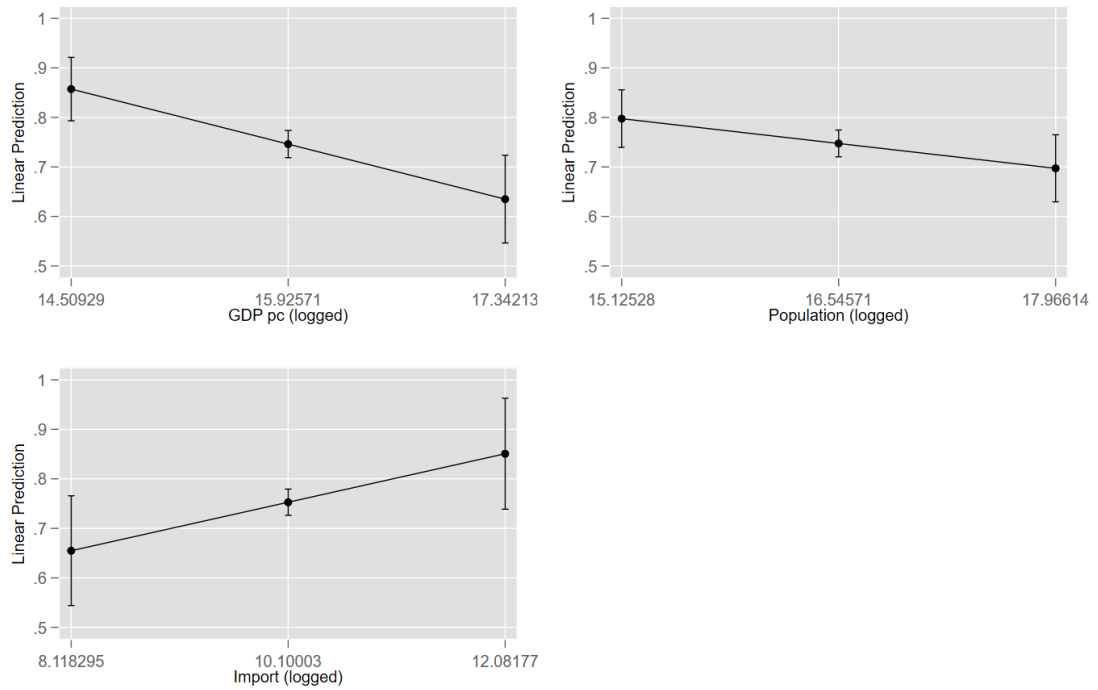 1
.9
.8
.7
.6
.5
Linear Prediction
14.50929 15.92571 17.34213
GDP pc (logged)
1
.9
.8
.7
.6
.5
Linear Prediction
15.12528 16.54571 17.96614
Population (logged)
1
.9
.8
.7
.6
.5
Linear Prediction
8.118295 10.10003 12.08177
Import (logged)